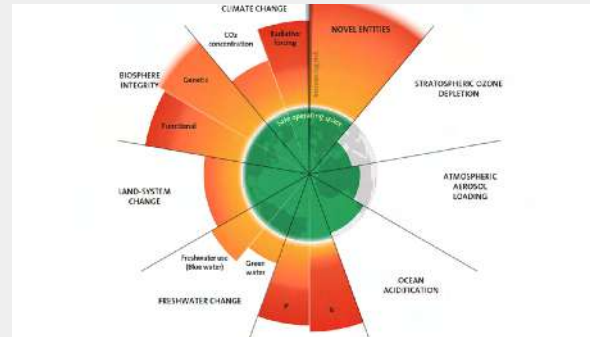 CLIMATE CHANGE
CO₂
concentration
Radiative
forcing
NOVEL ENTITIES
BIOSPHERE
INTEGRITY
Genetic
STRATOSPHERIC OZONE
DEPLETION
Safe operating space
Functional
LAND-SYSTEM
CHANGE
ATMOSPHERIC
AEROSOL
LOADING
Freshwater use
(Blue water)
Green
water
OCEAN
ACIDIFICATION
FRESHWATER CHANGE
P